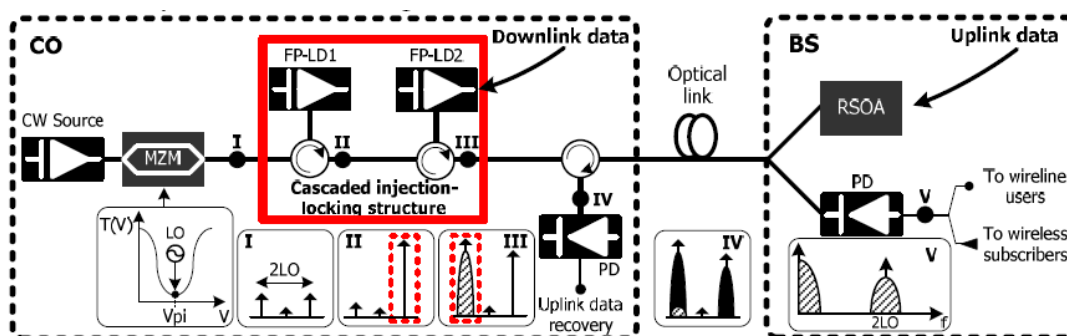 CO
FP-LD1
FP-LD2
Downlink data
CW Source
MZM
I
II
III
Cascaded injection-
locking structure
IV
PD
Uplink data
recovery
T(V)
LO
Vpi
V
I
2LO
II
III
Optical
link
IV
BS
Uplink data
RSOA
PD
V
To wireline
users
To wireless
subscribers
V
2LO
f